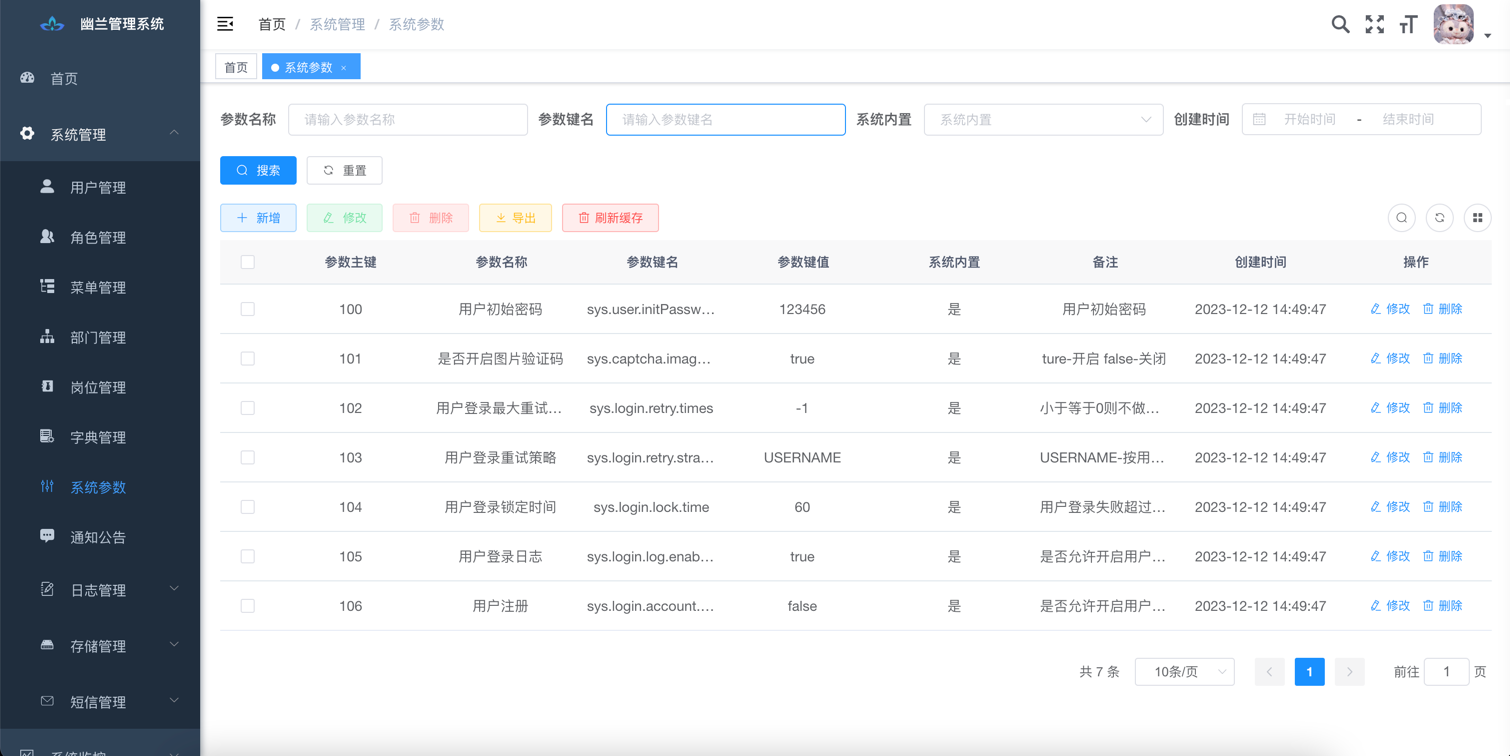 幽兰管理系统
首页 / 系统管理 / 系统参数
首页
系统参数 ×
首页
系统管理
用户管理
角色管理
菜单管理
部门管理
岗位管理
字典管理
系统参数
通知公告
日志管理
存储管理
短信管理
系统监控
参数名称 请输入参数名称 参数键名 请输入参数键名 系统内置 系统内置 创建时间 开始时间 - 结束时间
搜索 重置
新增 修改 删除 导出 刷新缓存
参数主键 参数名称 参数键名 参数键值 系统内置 备注 创建时间 操作
100 用户初始密码 sys.user.initPassw... 123456 是 用户初始密码 2023-12-12 14:49:47 修改 删除
101 是否开启图片验证码 sys.captcha.imag... true 是 ture-开启 false-关闭 2023-12-12 14:49:47 修改 删除
102 用户登录最大重试... sys.login.retry.times -1 是 小于等于0则不做... 2023-12-12 14:49:47 修改 删除
103 用户登录重试策略 sys.login.retry.stra... USERNAME 是 USERNAME-按用... 2023-12-12 14:49:47 修改 删除
104 用户登录锁定时间 sys.login.lock.time 60 是 用户登录失败超过... 2023-12-12 14:49:47 修改 删除
105 用户登录日志 sys.login.log.enab... true 是 是否允许开启用户... 2023-12-12 14:49:47 修改 删除
106 用户注册 sys.login.account.... false 是 是否允许开启用户... 2023-12-12 14:49:47 修改 删除
共 7 条 10条/页 1 前往 1 页